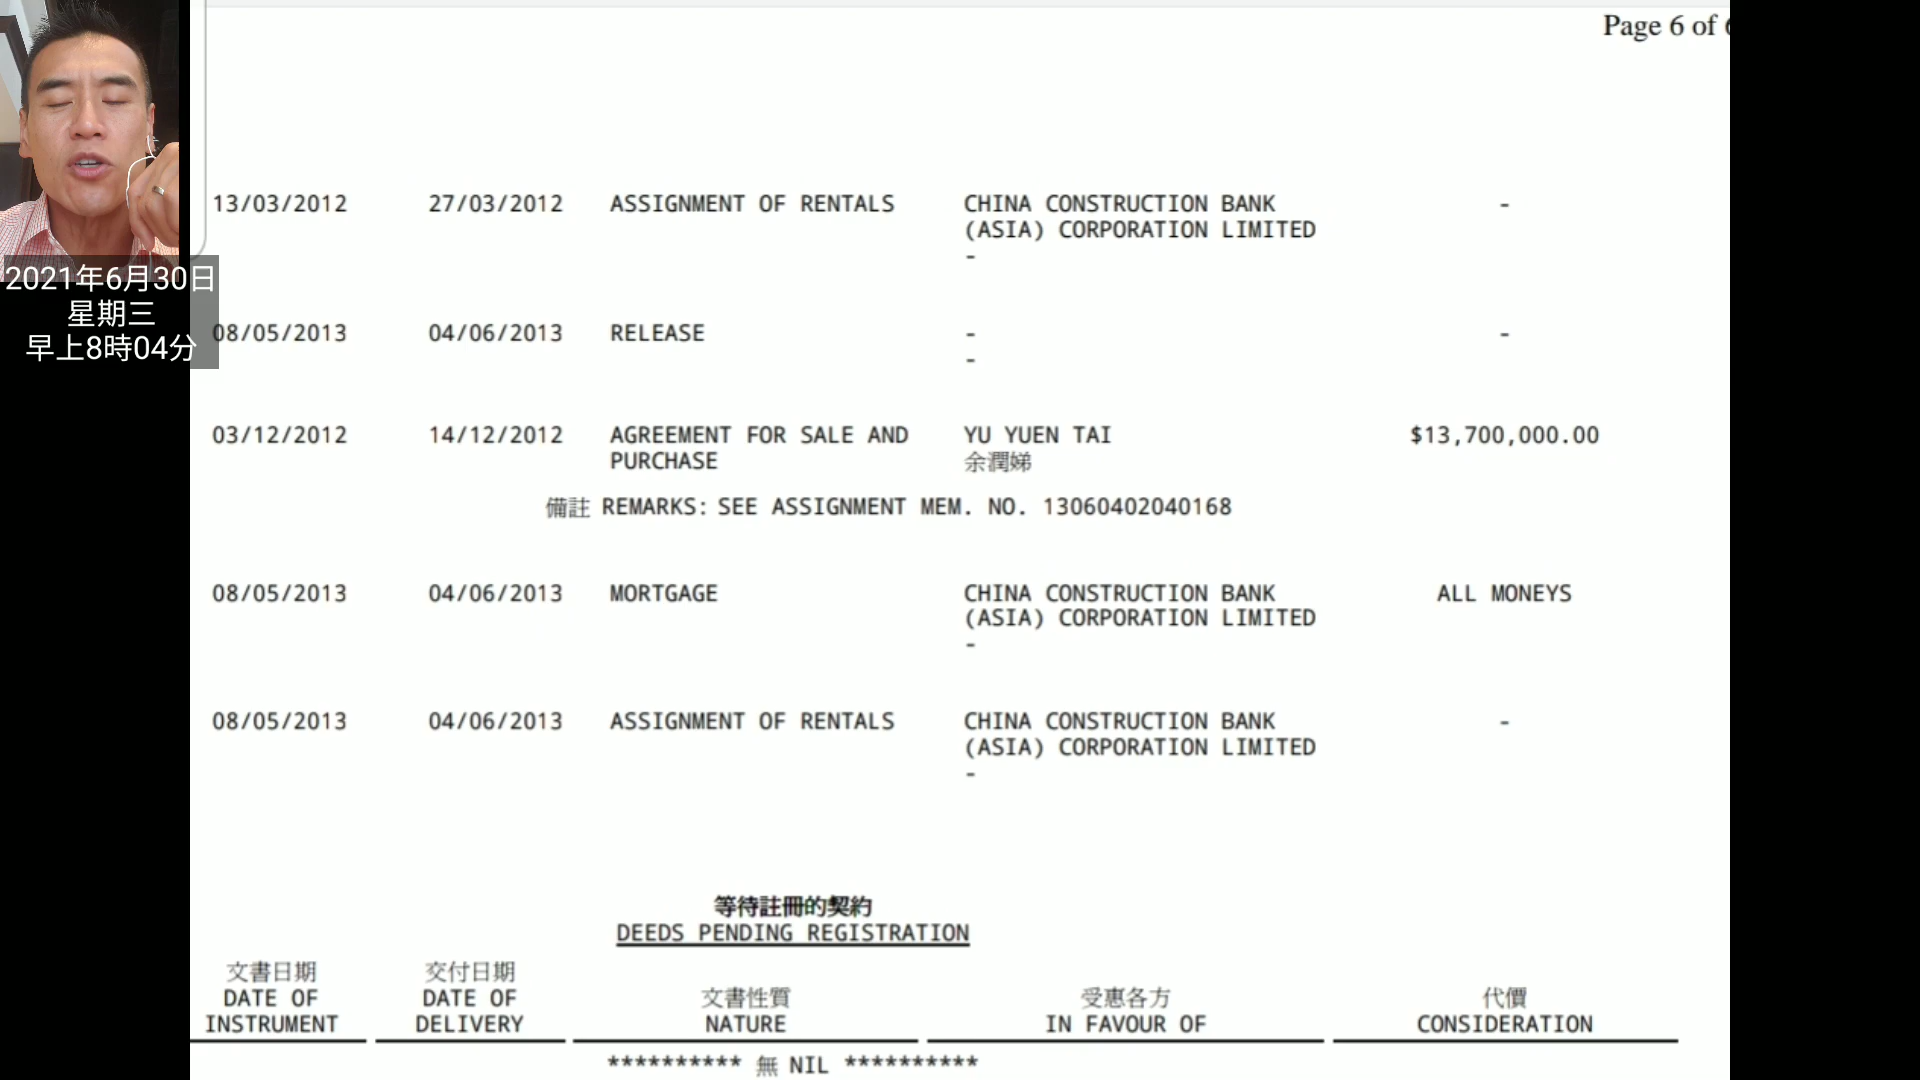 Page 6 of
2021年6月30日
星期三
早上8時04分
13/03/2012 27/03/2012 ASSIGNMENT OF RENTALS CHINA CONSTRUCTION BANK -
(ASIA) CORPORATION LIMITED
-
08/05/2013 04/06/2013 RELEASE - -
-
03/12/2012 14/12/2012 AGREEMENT FOR SALE AND YU YUEN TAI $13,700,000.00
PURCHASE 余潤娣
備註 REMARKS: SEE ASSIGNMENT MEM. NO. 13060402040168
08/05/2013 04/06/2013 MORTGAGE CHINA CONSTRUCTION BANK ALL MONEYS
(ASIA) CORPORATION LIMITED
-
08/05/2013 04/06/2013 ASSIGNMENT OF RENTALS CHINA CONSTRUCTION BANK -
(ASIA) CORPORATION LIMITED
-
等待註冊的契約
DEEDS PENDING REGISTRATION
文書日期 交付日期
DATE OF DATE OF 文書性質 受惠各方 代價
INSTRUMENT DELIVERY NATURE IN FAVOUR OF CONSIDERATION
********** 無 NIL **********